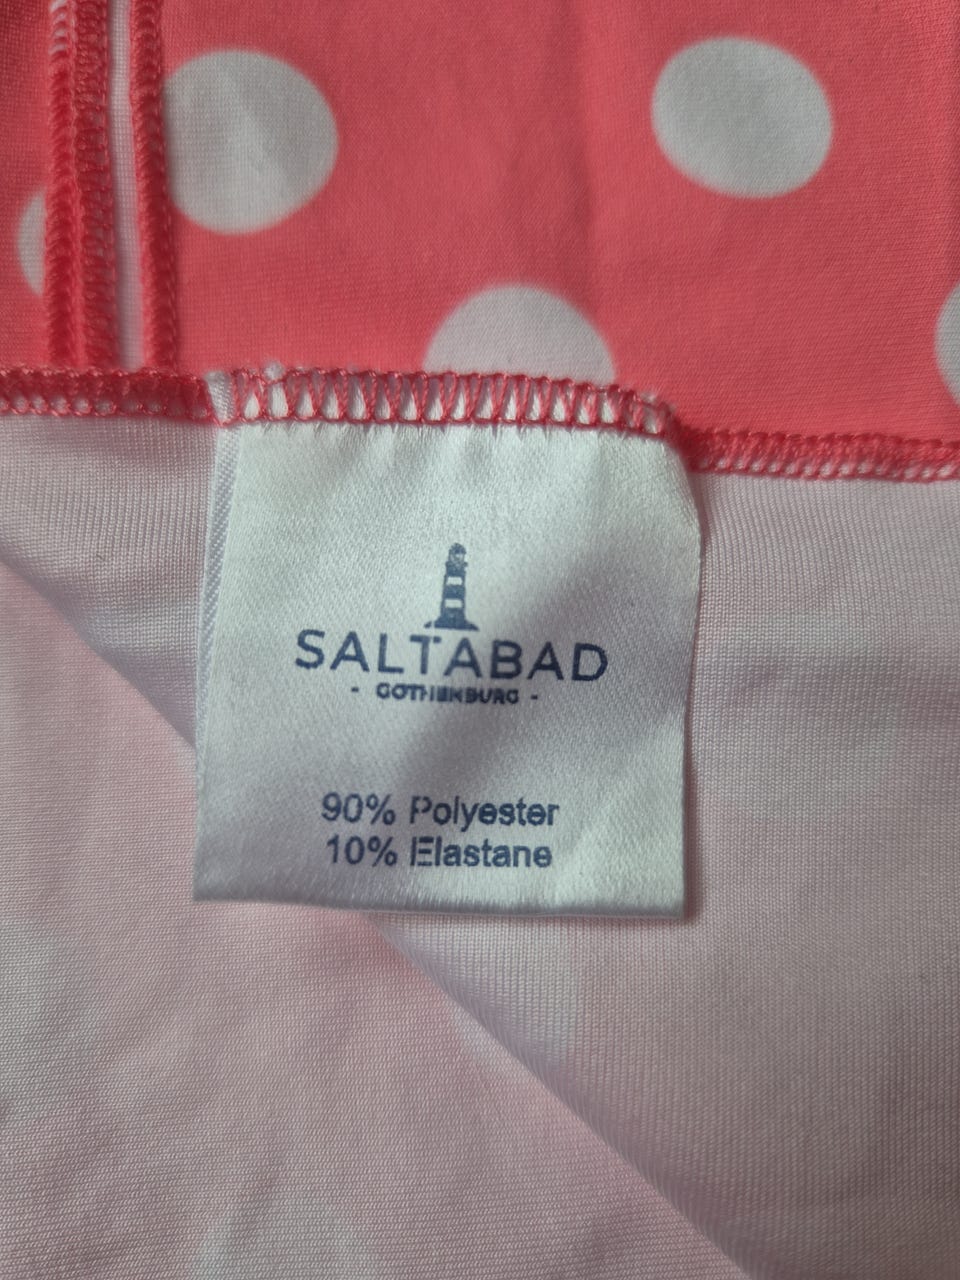 SALTABAD
- GOTHENBURG -
90% Polyester
10% Elastane